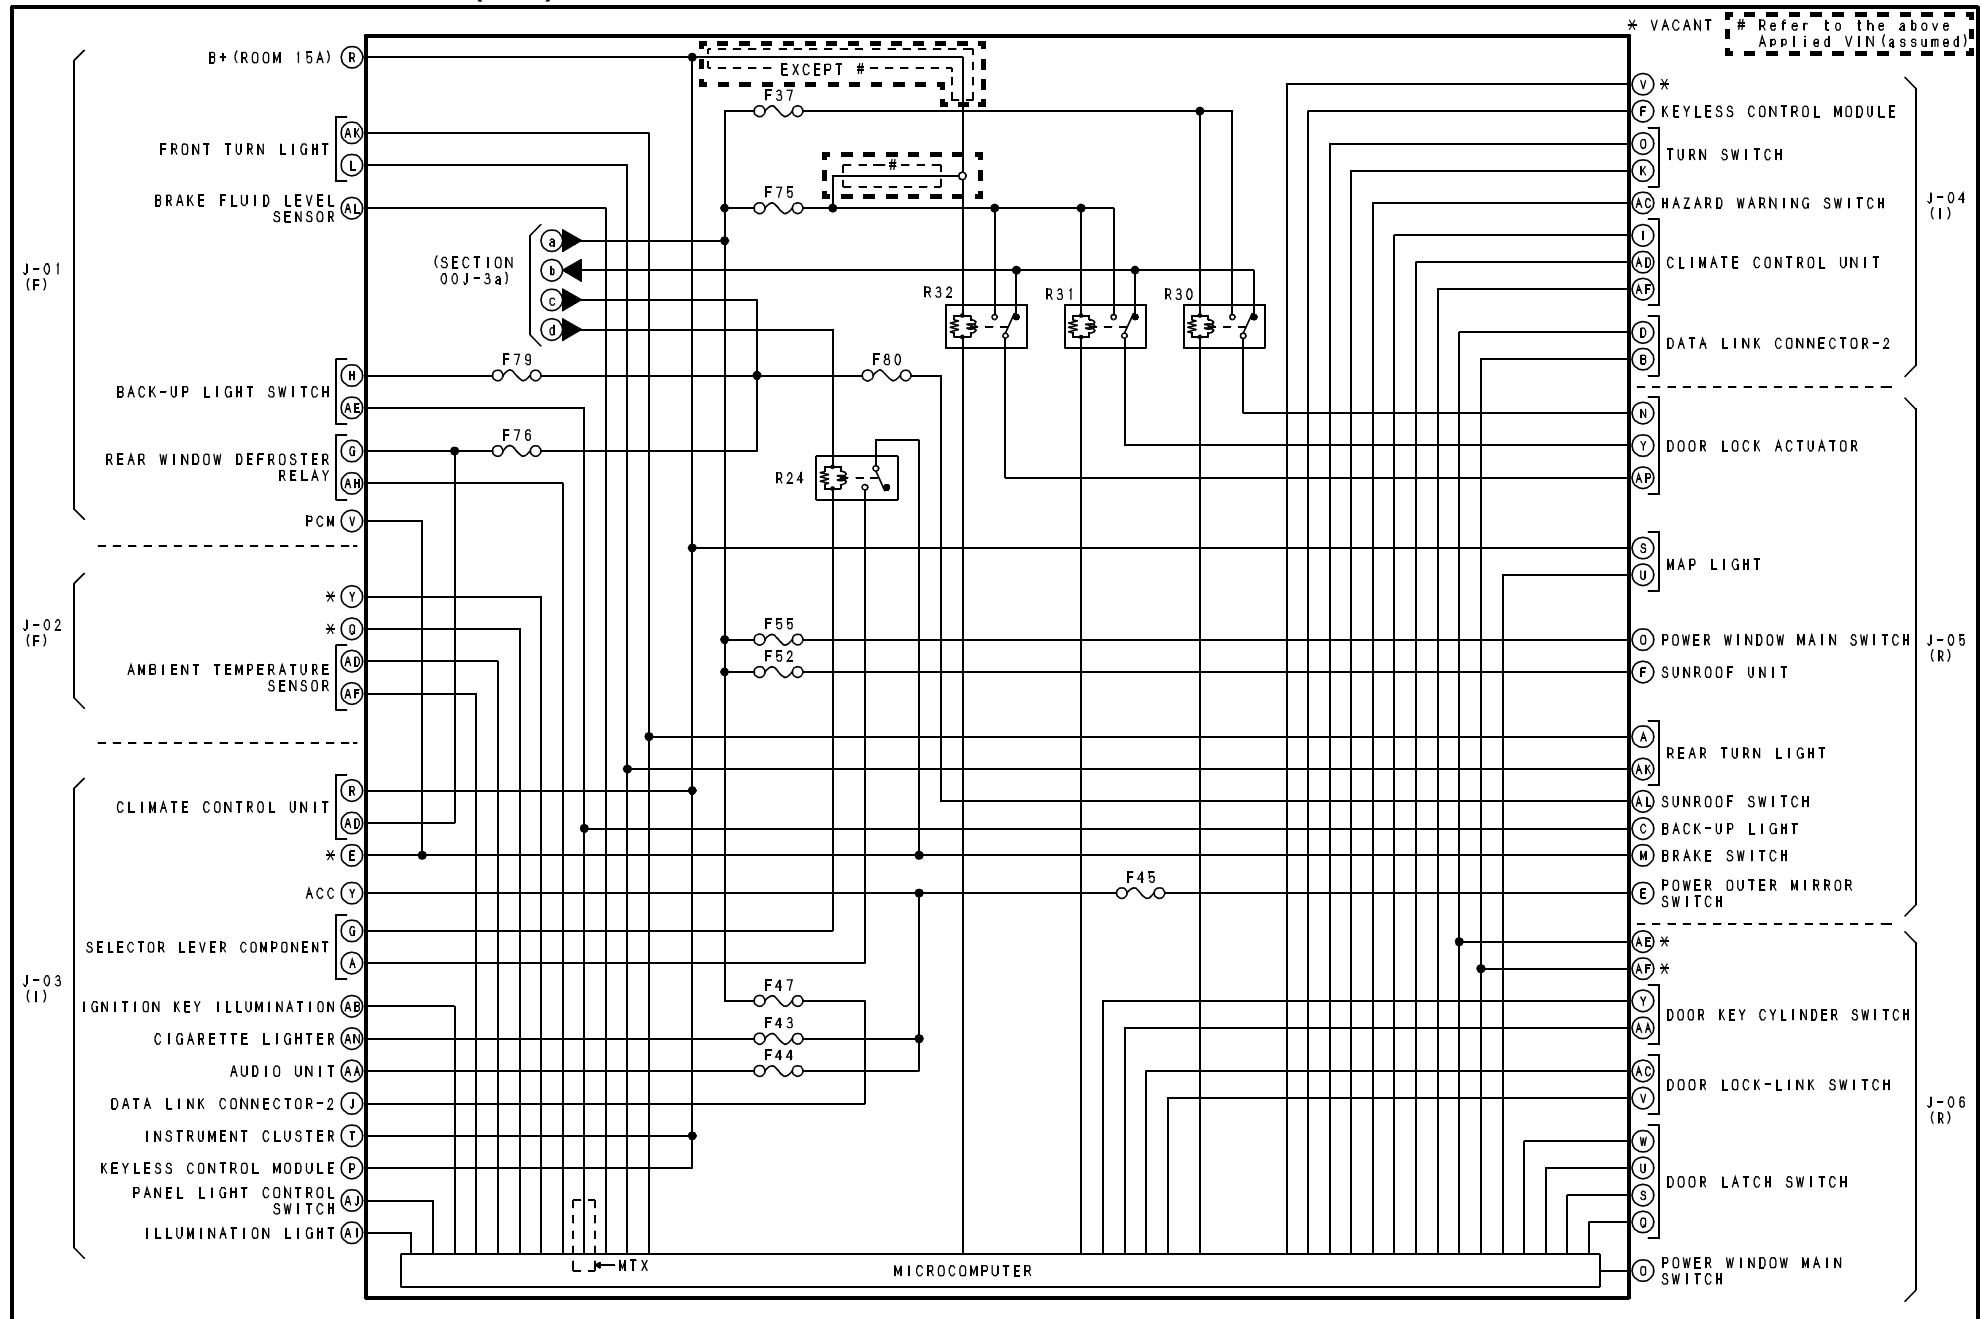 * VACANT
# Refer to the above
Applied VIN(assumed)
J-01
(F)
B+(ROOM 15A) R
FRONT TURN LIGHT
AK
L
BRAKE FLUID LEVEL
SENSOR
AL
BACK-UP LIGHT SWITCH
H
AE
REAR WINDOW DEFROSTER
RELAY
G
AH
PCM V
J-02
(F)
* Y
* Q
AMBIENT TEMPERATURE
SENSOR
AD
AF
J-03
(I)
CLIMATE CONTROL UNIT
R
AD
* E
ACC Y
SELECTOR LEVER COMPONENT
G
A
IGNITION KEY ILLUMINATION AB
CIGARETTE LIGHTER AN
AUDIO UNIT AA
DATA LINK CONNECTOR-2 J
INSTRUMENT CLUSTER T
KEYLESS CONTROL MODULE P
PANEL LIGHT CONTROL
SWITCH
AJ
ILLUMINATION LIGHT AI
EXCEPT #
F37
#
F75
(SECTION
00J-3a)
a
b
c
d
R32
R31
R30
F79
F80
F76
R24
F55
F52
F45
F47
F43
F44
MTX
MICROCOMPUTER
V *
F KEYLESS CONTROL MODULE
O
K
TURN SWITCH
AC HAZARD WARNING SWITCH
I
AD
AF
CLIMATE CONTROL UNIT
D
B
DATA LINK CONNECTOR-2
J-04
(I)
N
Y
AP
DOOR LOCK ACTUATOR
S
U
MAP LIGHT
O POWER WINDOW MAIN SWITCH
F SUNROOF UNIT
A
AK
REAR TURN LIGHT
AL SUNROOF SWITCH
C BACK-UP LIGHT
M BRAKE SWITCH
E POWER OUTER MIRROR
SWITCH
J-05
(R)
AE *
AF *
Y
AA
DOOR KEY CYLINDER SWITCH
AC
V
DOOR LOCK-LINK SWITCH
W
U
S
Q
DOOR LATCH SWITCH
O POWER WINDOW MAIN
SWITCH
J-06
(R)